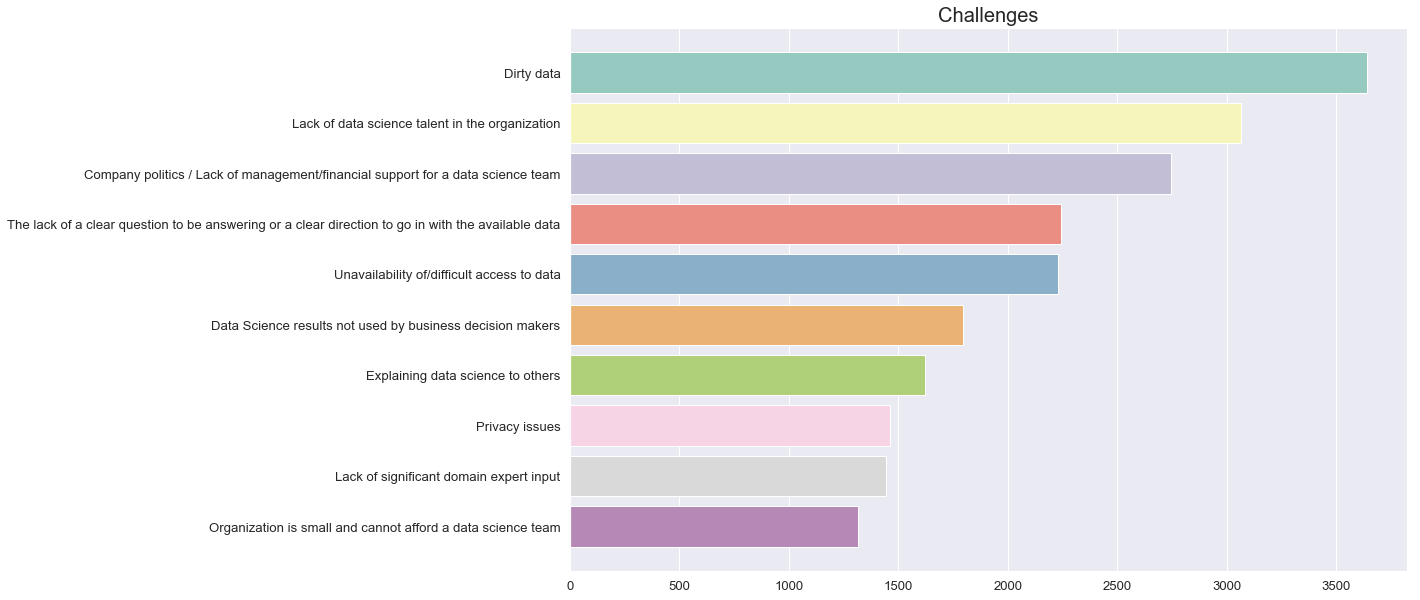 Challenges
Dirty data
Lack of data science talent in the organization
Company politics / Lack of management/financial support for a data science team
The lack of a clear question to be answering or a clear direction to go in with the available data
Unavailability of/difficult access to data
Data Science results not used by business decision makers
Explaining data science to others
Privacy issues
Lack of significant domain expert input
Organization is small and cannot afford a data science team
0 500 1000 1500 2000 2500 3000 3500